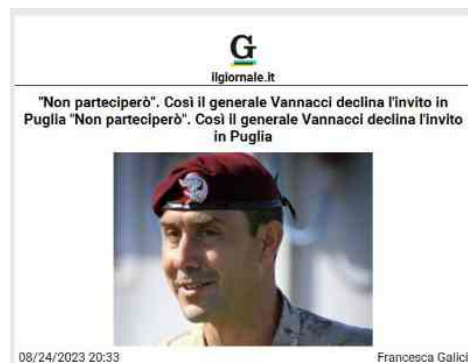 G
ilgiornale.it
"Non parteciperò". Così il generale Vannacci declina l'invito in
Puglia "Non parteciperò". Così il generale Vannacci declina l'invito
in Puglia
08/24/2023 20:33
Francesca Galici